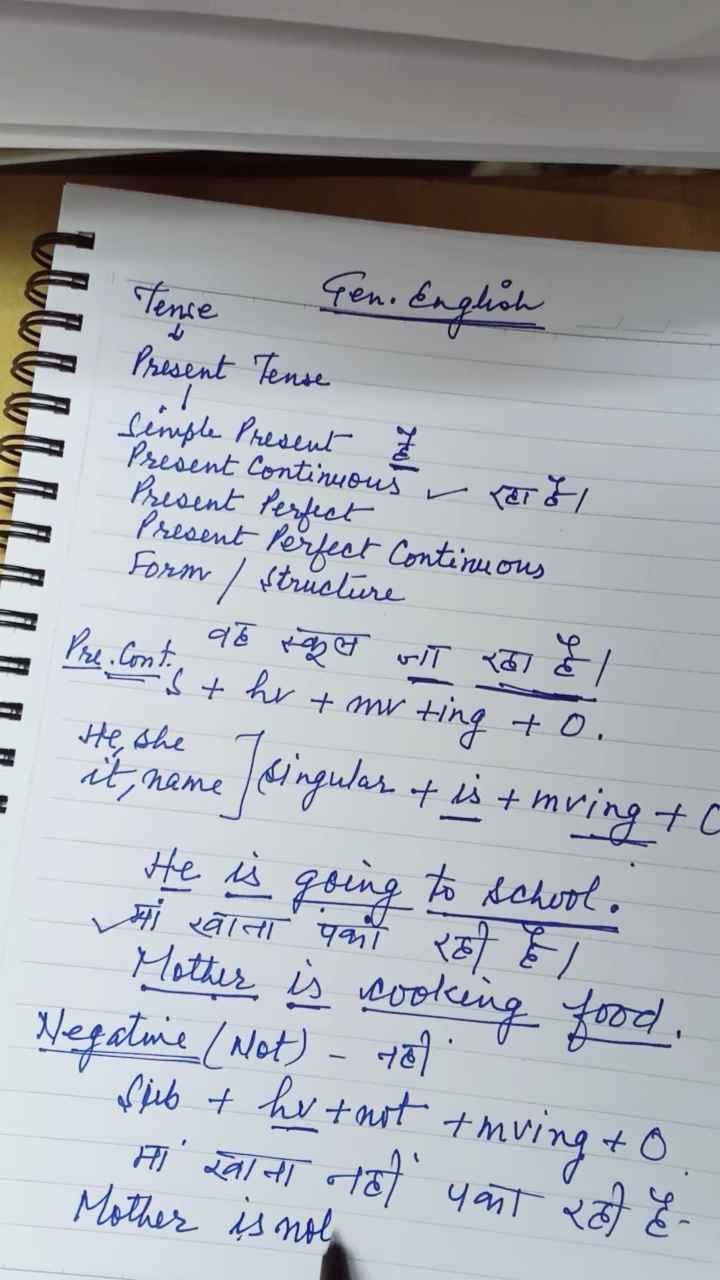 Gen. English
Tense
↓
Present Tense
Simple Present है
Present Continuous ✓ रहा है।
Present Perfect
Present Perfect Continuous
Form / Structure
वह स्कूल जा रहा है।
Pre. Cont. S + hv + mv + ing + O.
He, she
it, name ] (singular + is + mving + O
He is going to school.
✓ मां खाना पका रही है।
Mother is cooking food.
Negative (Not) - नहीं
Sub + hv + not + mving + O.
मां खाना नहीं पका रही है-
Mother is not